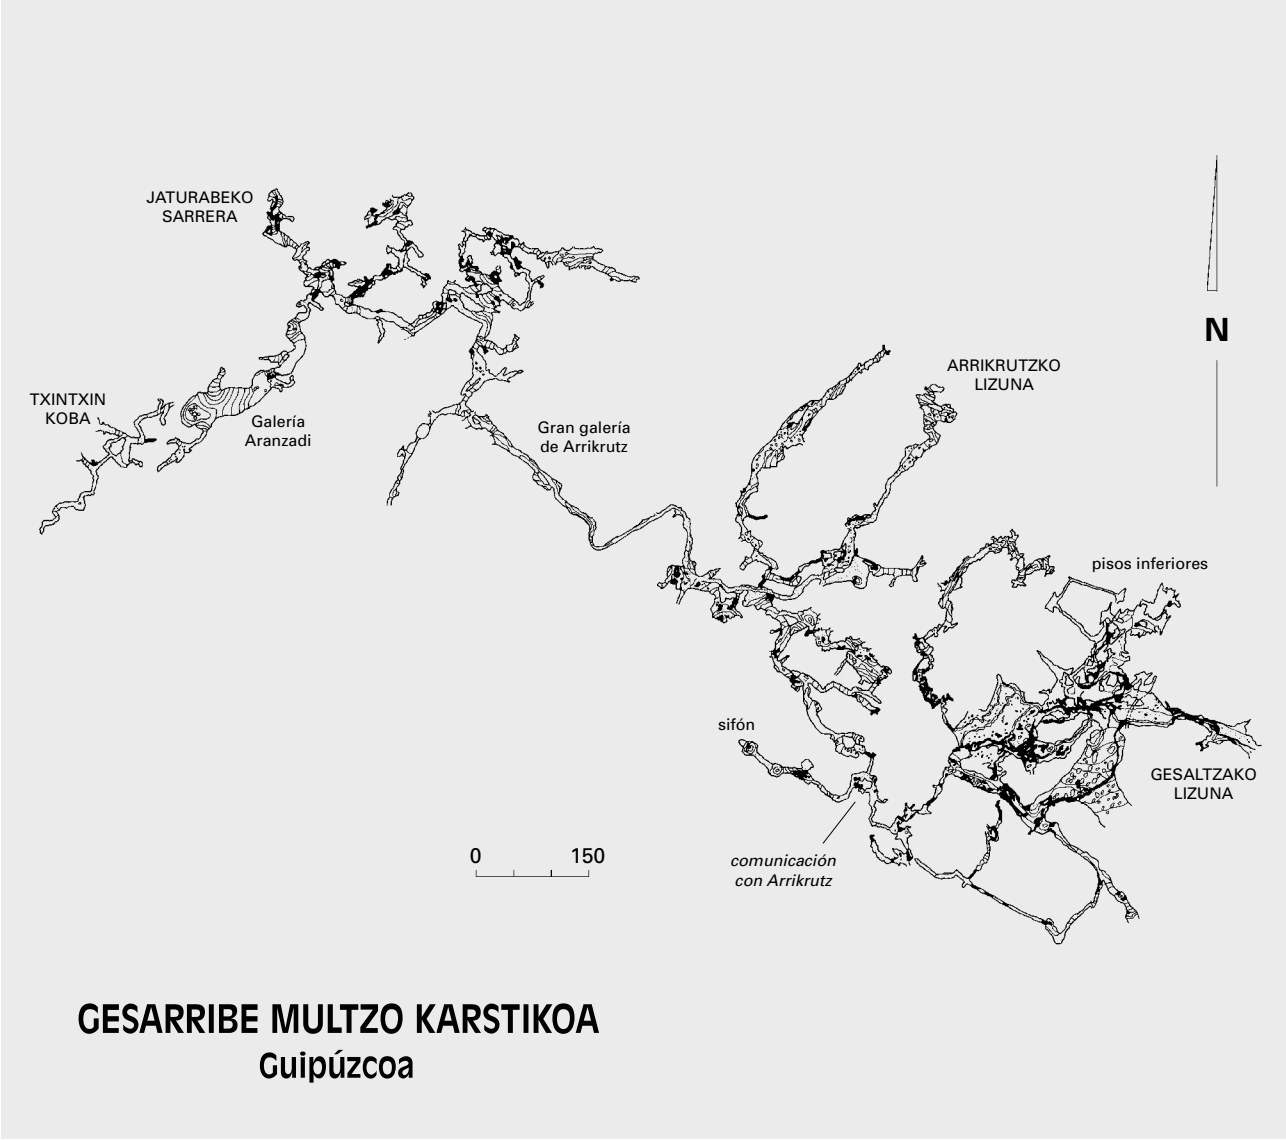 JATURABEKO
SARRERA
N
ARRIKRUTZKO
LIZUNA
TXINTXIN
KOBA
Galería
Aranzadi
Gran galería
de Arrikrutz
pisos inferiores
sifón
GESALTZAKO
LIZUNA
0 150
comunicación
con Arrikrutz
GESARRIBE MULTZO KARSTIKOA
Guipúzcoa